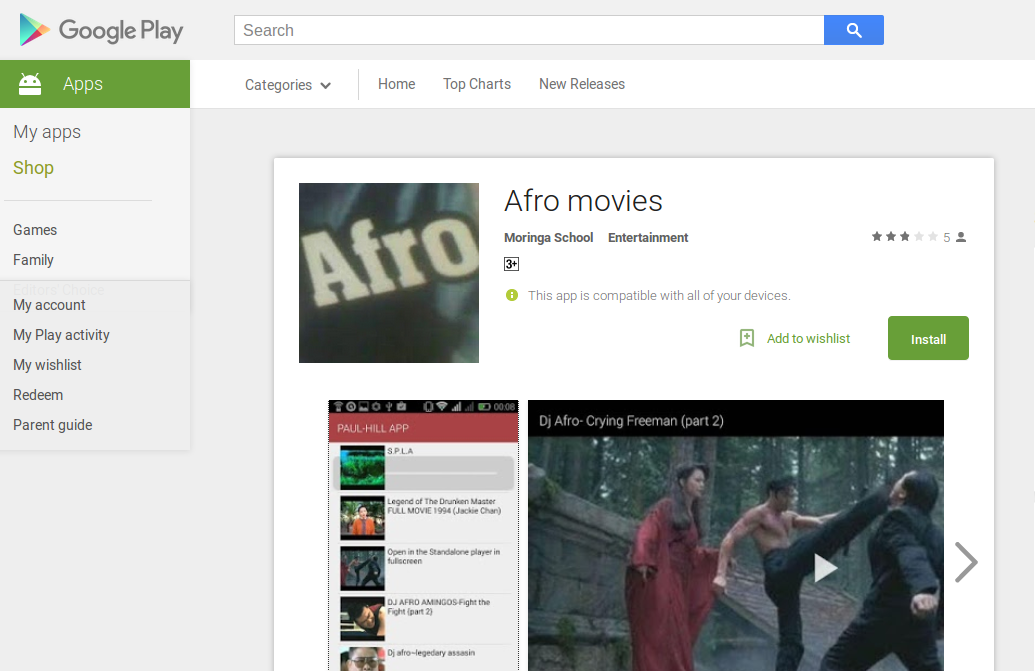 Google Play
Search
Apps
Categories
Home
Top Charts
New Releases
My apps
Shop
Games
Family
Editors' Choice
My account
My Play activity
My wishlist
Redeem
Parent guide
Afro
Afro movies
Moringa School
Entertainment
5
3+
This app is compatible with all of your devices.
Add to wishlist
Install
00:08
PAUL-HILL APP
S.P.L.A
Legend of The Drunken Master
FULL MOVIE 1994 (Jackie Chan)
Open in the Standalone player in
fullscreen
DJ AFRO AMINGOS-Fight the
Fight (part 2)
Dj afro~legedary assasin
Dj Afro- Crying Freeman (part 2)